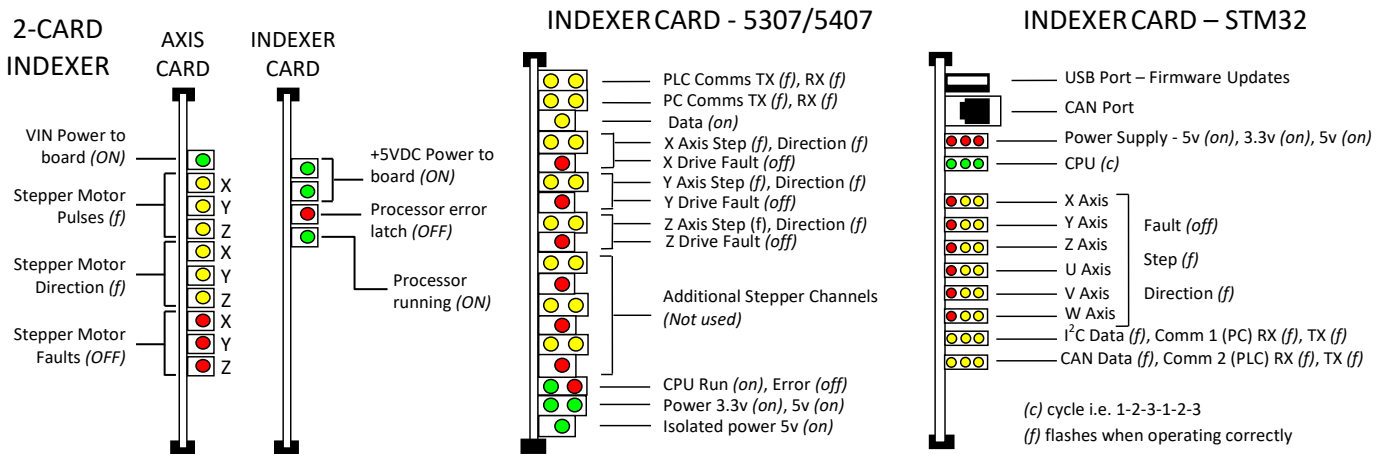 2-CARD
INDEXER
AXIS
CARD
INDEXER
CARD
VIN Power to
board (ON)
Stepper Motor
Pulses (f)
Stepper Motor
Direction (f)
Stepper Motor
Faults (OFF)
X
Y
Z
X
Y
Z
X
Y
Z
+5VDC Power to
board (ON)
Processor error
latch (OFF)
Processor
running (ON)
INDEXER CARD - 5307/5407
PLC Comms TX (f), RX (f)
PC Comms TX (f), RX (f)
Data (on)
X Axis Step (f), Direction (f)
X Drive Fault (off)
Y Axis Step (f), Direction (f)
Y Drive Fault (off)
Z Axis Step (f), Direction (f)
Z Drive Fault (off)
Additional Stepper Channels
(Not used)
CPU Run (on), Error (off)
Power 3.3v (on), 5v (on)
Isolated power 5v (on)
INDEXER CARD – STM32
USB Port – Firmware Updates
CAN Port
Power Supply - 5v (on), 3.3v (on), 5v (on)
CPU (c)
X Axis
Y Axis
Z Axis
U Axis
V Axis
W Axis
Fault (off)
Step (f)
Direction (f)
I²C Data (f), Comm 1 (PC) RX (f), TX (f)
CAN Data (f), Comm 2 (PLC) RX (f), TX (f)
(c) cycle i.e. 1-2-3-1-2-3
(f) flashes when operating correctly